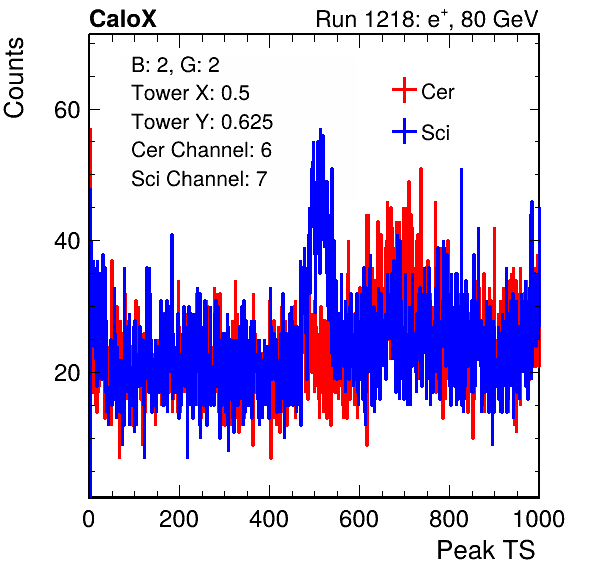 CaloX Run 1218: e⁺, 80 GeV
Counts
B: 2, G: 2
Tower X: 0.5
Tower Y: 0.625
Cer Channel: 6
Sci Channel: 7
Cer
Sci
60
40
20
0 200 400 600 800 1000
Peak TS